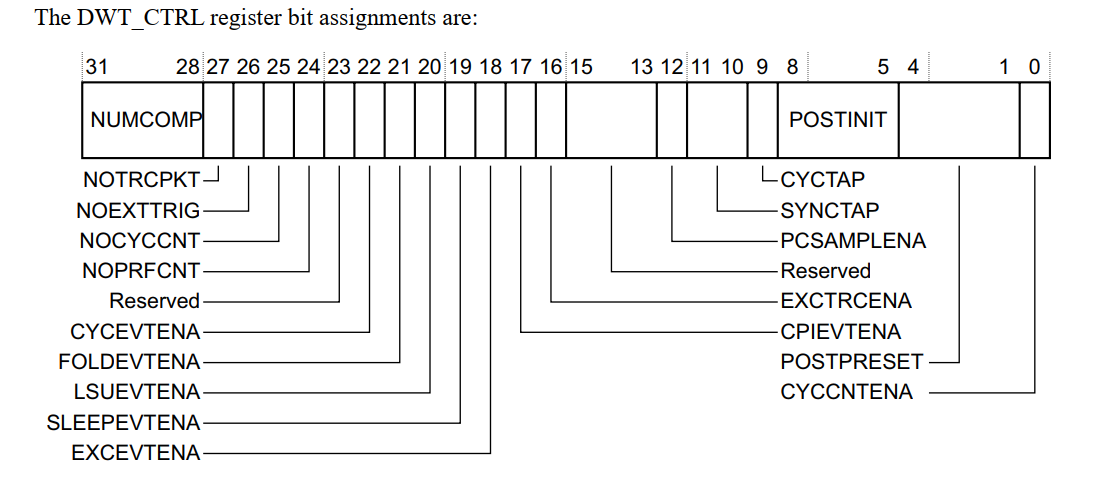 The DWT_CTRL register bit assignments are:
31 28 27 26 25 24 23 22 21 20 19 18 17 16 15 13 12 11 10 9 8 5 4 1 0
NUMCOMP POSTINIT
NOTRCPKT CYCTAP
NOEXTTRIG SYNCTAP
NOCYCCNT PCSAMPLENA
NOPRFCNT Reserved
Reserved EXCTRCENA
CYCEVTENA CPIEVTENA
FOLDEVTENA POSTPRESET
LSUEVTENA CYCCNTENA
SLEEPEVTENA
EXCEVTENA